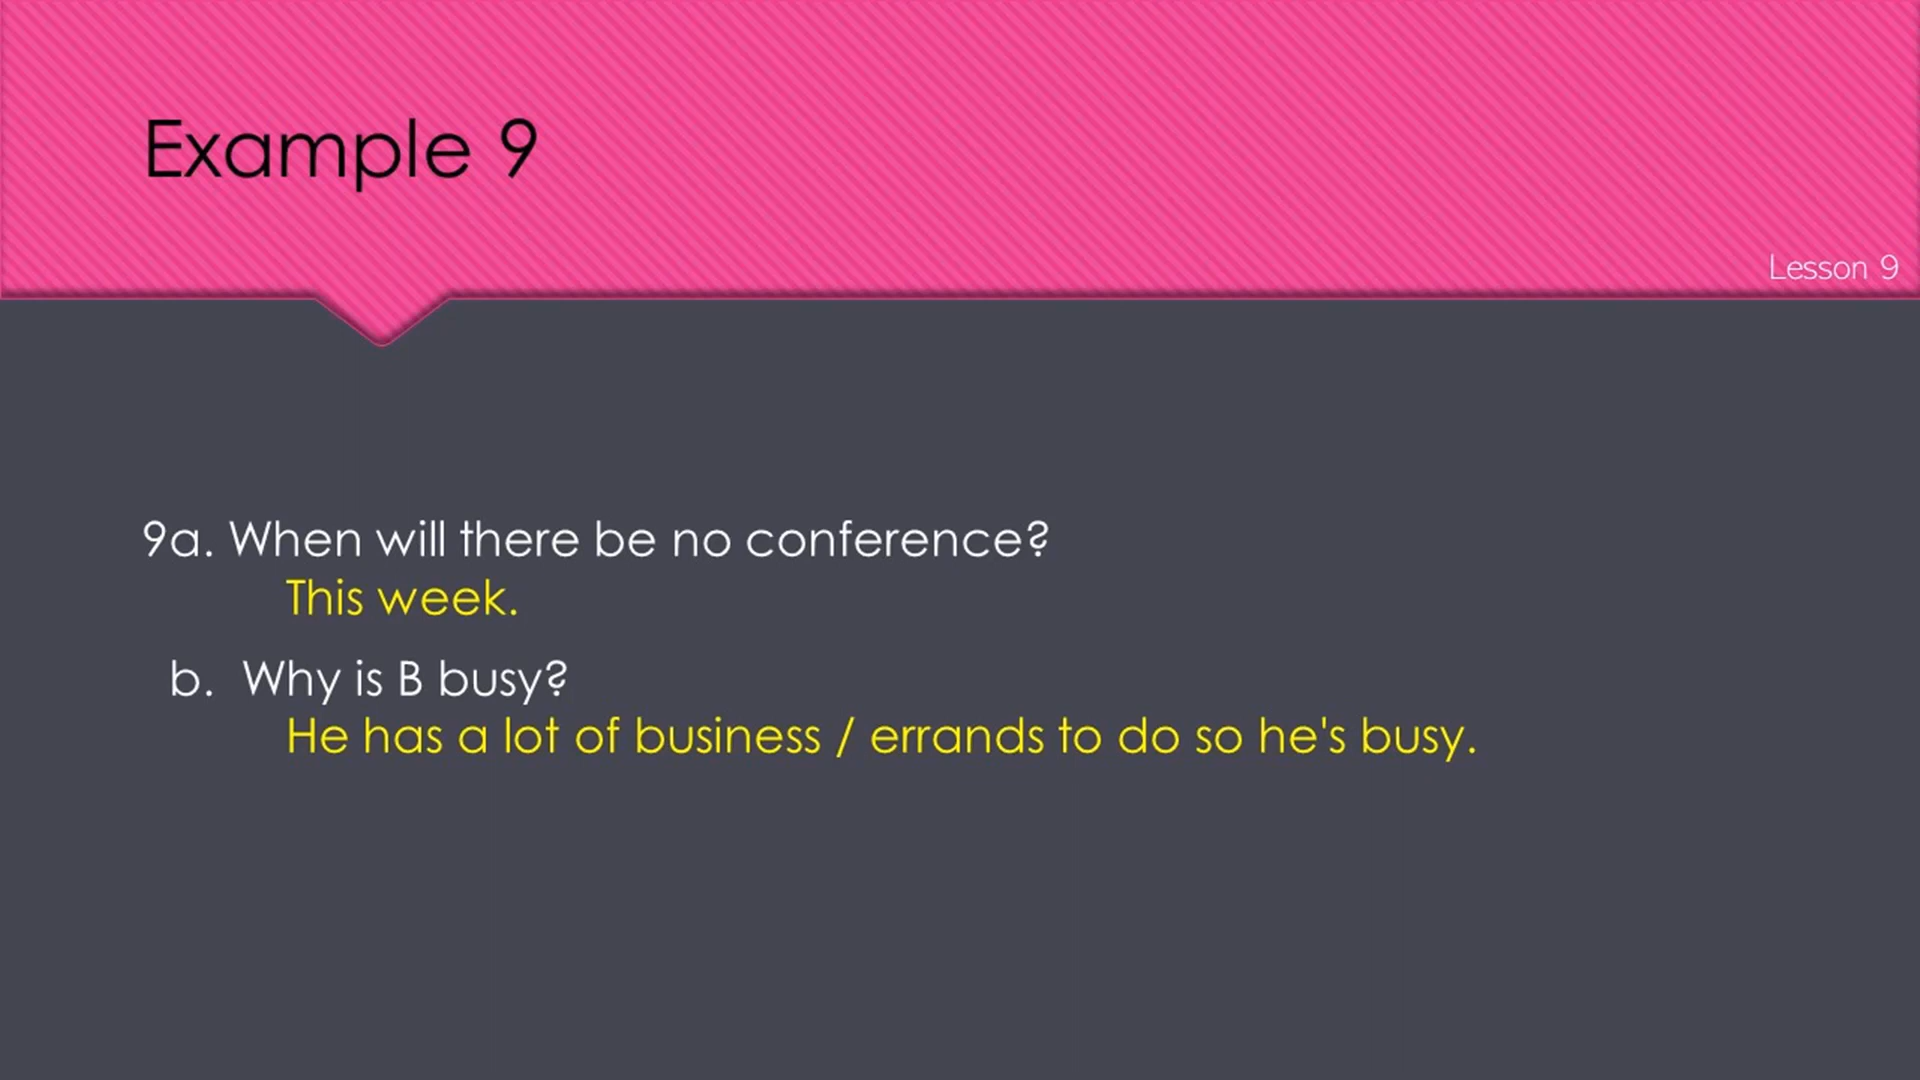 Example 9
Lesson 9
9a. When will there be no conference?
This week.
b. Why is B busy?
He has a lot of business / errands to do so he's busy.